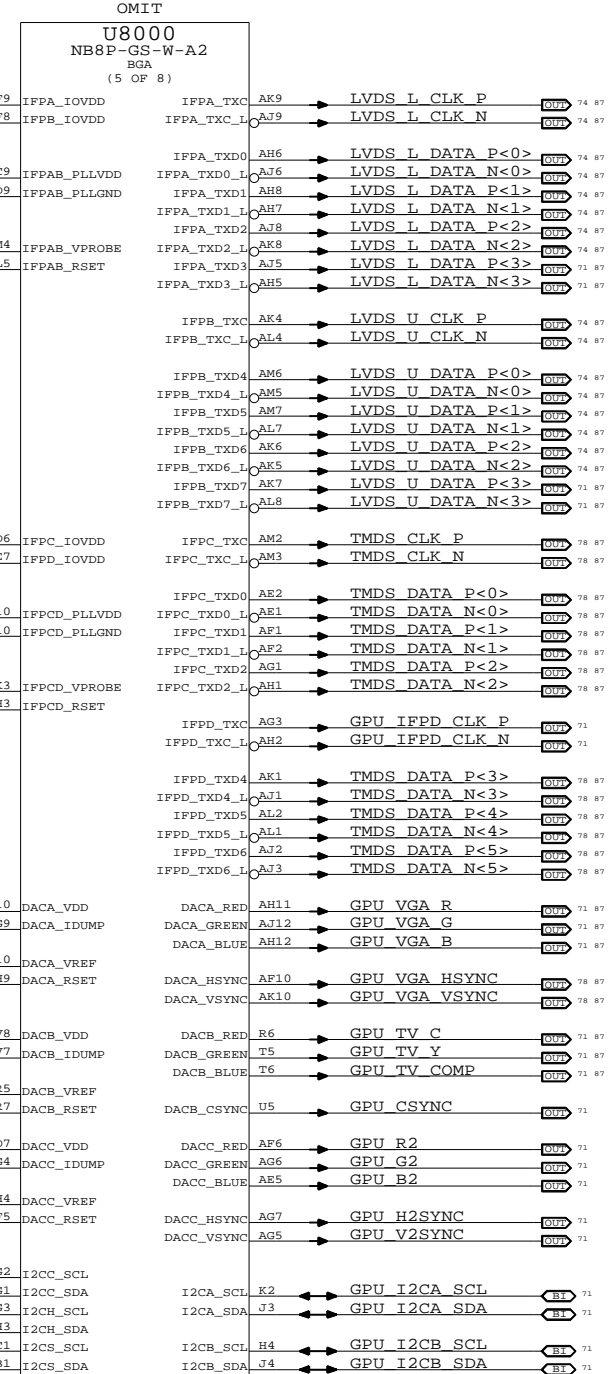 OMIT
U8000
NB8P-GS-W-A2
BGA
(5 OF 8)
IFPA_IOVDD IFPA_TXC AK9 LVDS_L_CLK_P OUT 74 87
IFPB_IOVDD IFPA_TXC_L AJ9 LVDS_L_CLK_N OUT 74 87
IFPA_TXD0 AH6 LVDS_L_DATA_P<0> OUT 74 87
IFPAB_PLLVDD IFPA_TXD0_L AJ6 LVDS_L_DATA_N<0> OUT 74 87
IFPAB_PLLGND IFPA_TXD1 AH8 LVDS_L_DATA_P<1> OUT 74 87
IFPA_TXD1_L AH7 LVDS_L_DATA_N<1> OUT 74 87
IFPA_TXD2 AJ8 LVDS_L_DATA_P<2> OUT 74 87
IFPAB_VPROBE IFPA_TXD2_L AK8 LVDS_L_DATA_N<2> OUT 74 87
IFPAB_RSET IFPA_TXD3 AJ5 LVDS_L_DATA_P<3> OUT 71 87
IFPA_TXD3_L AH5 LVDS_L_DATA_N<3> OUT 71 87
IFPB_TXC AK4 LVDS_U_CLK_P OUT 74 87
IFPB_TXC_L AL4 LVDS_U_CLK_N OUT 74 87
IFPB_TXD4 AM6 LVDS_U_DATA_P<0> OUT 74 87
IFPB_TXD4_L AM5 LVDS_U_DATA_N<0> OUT 74 87
IFPB_TXD5 AM7 LVDS_U_DATA_P<1> OUT 74 87
IFPB_TXD5_L AL7 LVDS_U_DATA_N<1> OUT 74 87
IFPB_TXD6 AK6 LVDS_U_DATA_P<2> OUT 74 87
IFPB_TXD6_L AK5 LVDS_U_DATA_N<2> OUT 74 87
IFPB_TXD7 AK7 LVDS_U_DATA_P<3> OUT 71 87
IFPB_TXD7_L AL8 LVDS_U_DATA_N<3> OUT 71 87
IFPC_IOVDD IFPC_TXC AM2 TMDS_CLK_P OUT 78 87
IFPD_IOVDD IFPC_TXC_L AM3 TMDS_CLK_N OUT 78 87
IFPC_TXD0 AE2 TMDS_DATA_P<0> OUT 78 87
IFPCD_PLLVDD IFPC_TXD0_L AE1 TMDS_DATA_N<0> OUT 78 87
IFPCD_PLLGND IFPC_TXD1 AF1 TMDS_DATA_P<1> OUT 78 87
IFPC_TXD1_L AF2 TMDS_DATA_N<1> OUT 78 87
IFPC_TXD2 AG1 TMDS_DATA_P<2> OUT 78 87
IFPCD_VPROBE IFPC_TXD2_L AH1 TMDS_DATA_N<2> OUT 78 87
IFPCD_RSET
IFPD_TXC AG3 GPU_IFPD_CLK_P OUT 71
IFPD_TXC_L AH2 GPU_IFPD_CLK_N OUT 71
IFPD_TXD4 AK1 TMDS_DATA_P<3> OUT 78 87
IFPD_TXD4_L AJ1 TMDS_DATA_N<3> OUT 78 87
IFPD_TXD5 AL2 TMDS_DATA_P<4> OUT 78 87
IFPD_TXD5_L AL1 TMDS_DATA_N<4> OUT 78 87
IFPD_TXD6 AJ2 TMDS_DATA_P<5> OUT 78 87
IFPD_TXD6_L AJ3 TMDS_DATA_N<5> OUT 78 87
DACA_VDD DACA_RED AH11 GPU_VGA_R OUT 71 87
DACA_IDUMP DACA_GREEN AJ12 GPU_VGA_G OUT 71 87
DACA_BLUE AH12 GPU_VGA_B OUT 71 87
DACA_VREF
DACA_RSET DACA_HSYNC AF10 GPU_VGA_HSYNC OUT 78 87
DACA_VSYNC AK10 GPU_VGA_VSYNC OUT 78 87
DACB_VDD DACB_RED R6 GPU_TV_C OUT 71 87
DACB_IDUMP DACB_GREEN T5 GPU_TV_Y OUT 71 87
DACB_BLUE T6 GPU_TV_COMP OUT 71 87
DACB_VREF
DACB_RSET DACB_CSYNC U5 GPU_CSYNC OUT 71
DACC_VDD DACC_RED AF6 GPU_R2 OUT 71
DACC_IDUMP DACC_GREEN AG6 GPU_G2 OUT 71
DACC_BLUE AE5 GPU_B2 OUT 71
DACC_VREF
DACC_RSET DACC_HSYNC AG7 GPU_H2SYNC OUT 71
DACC_VSYNC AG5 GPU_V2SYNC OUT 71
I2CC_SCL
I2CC_SDA I2CA_SCL K2 GPU_I2CA_SCL BI 71
I2CH_SCL I2CA_SDA J3 GPU_I2CA_SDA BI 71
I2CH_SDA
I2CS_SCL I2CB_SCL H4 GPU_I2CB_SCL BI 71
I2CS_SDA I2CB_SDA J4 GPU_I2CB_SDA BI 71